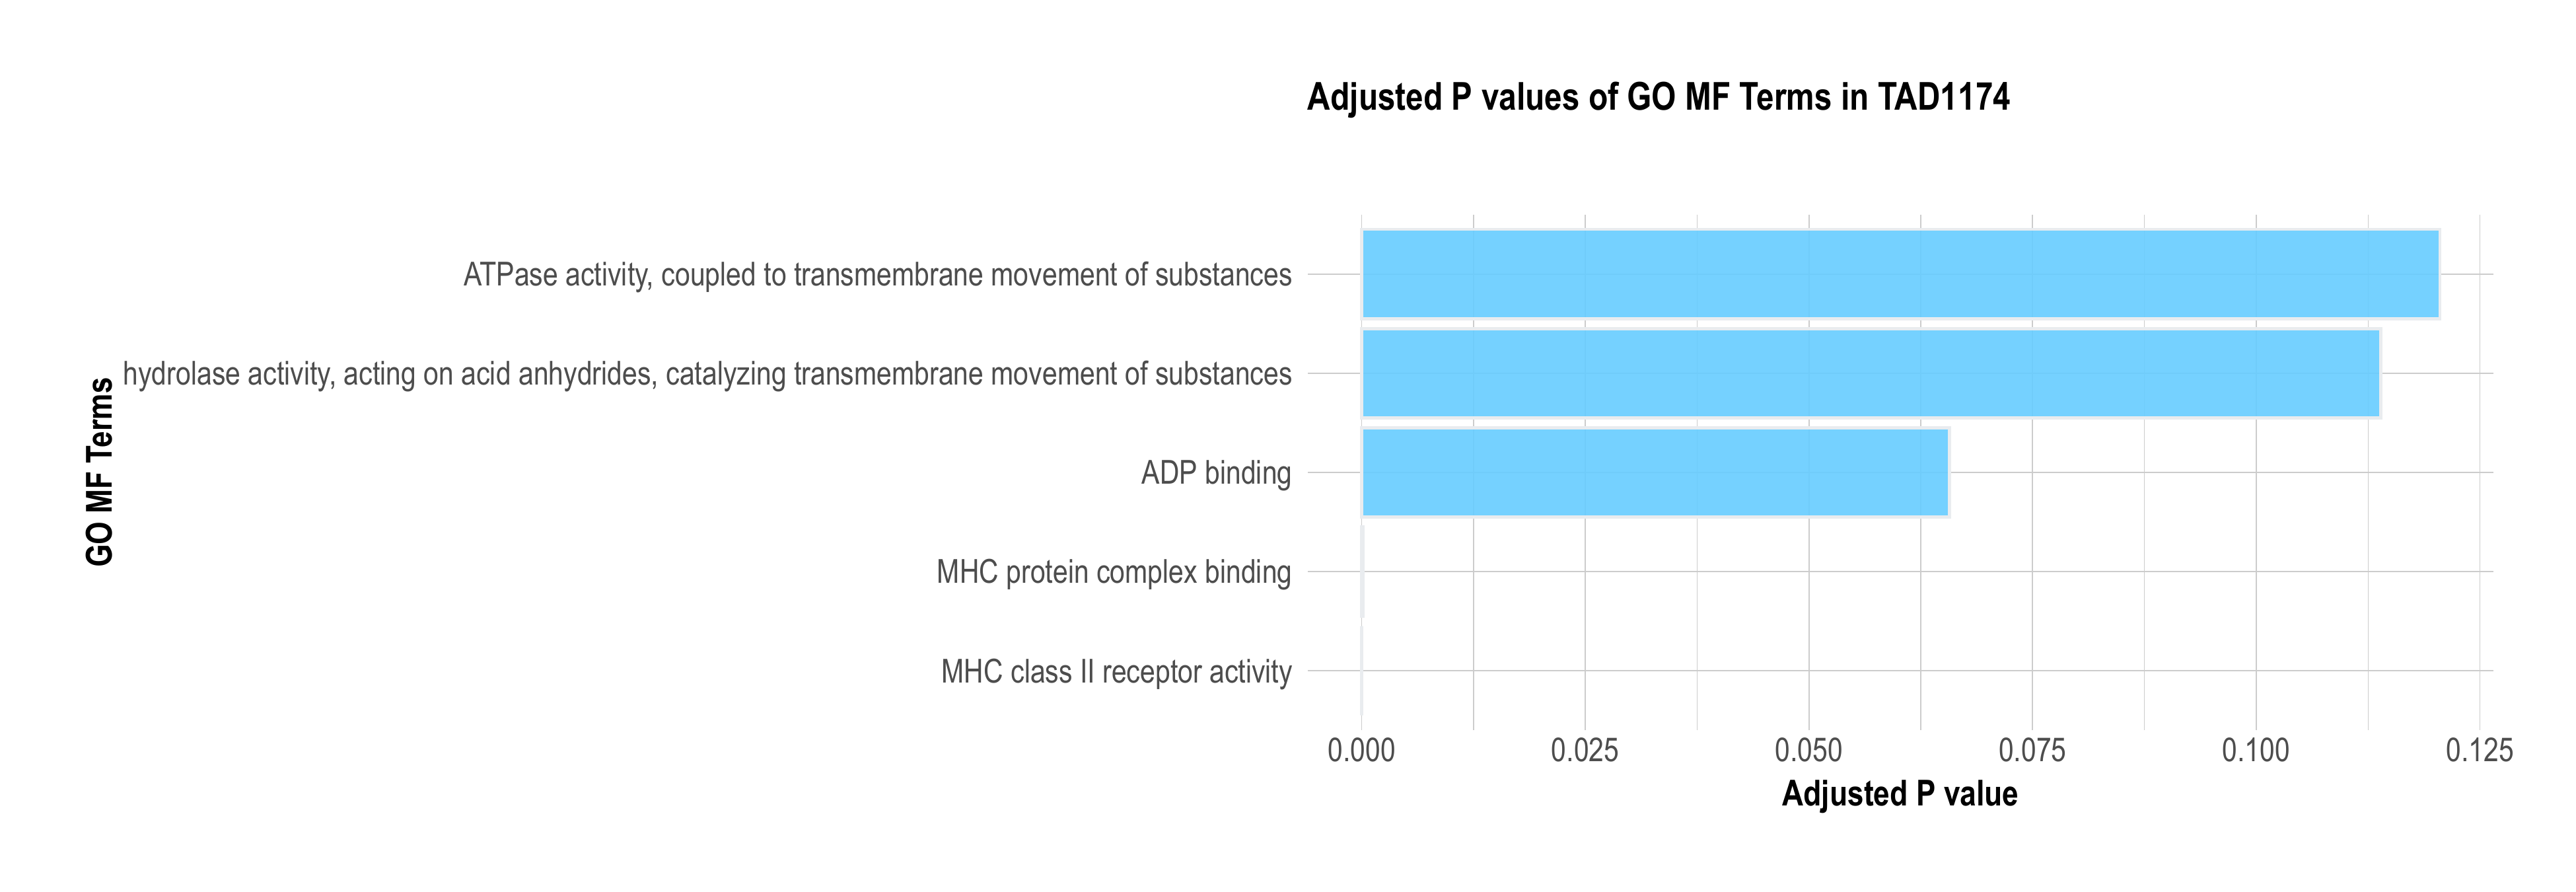 Adjusted P values of GO MF Terms in TAD1174
ATPase activity, coupled to transmembrane movement of substances
hydrolase activity, acting on acid anhydrides, catalyzing transmembrane movement of substances
ADP binding
MHC protein complex binding
MHC class II receptor activity
GO MF Terms
0.000 0.025 0.050 0.075 0.100 0.125
Adjusted P value